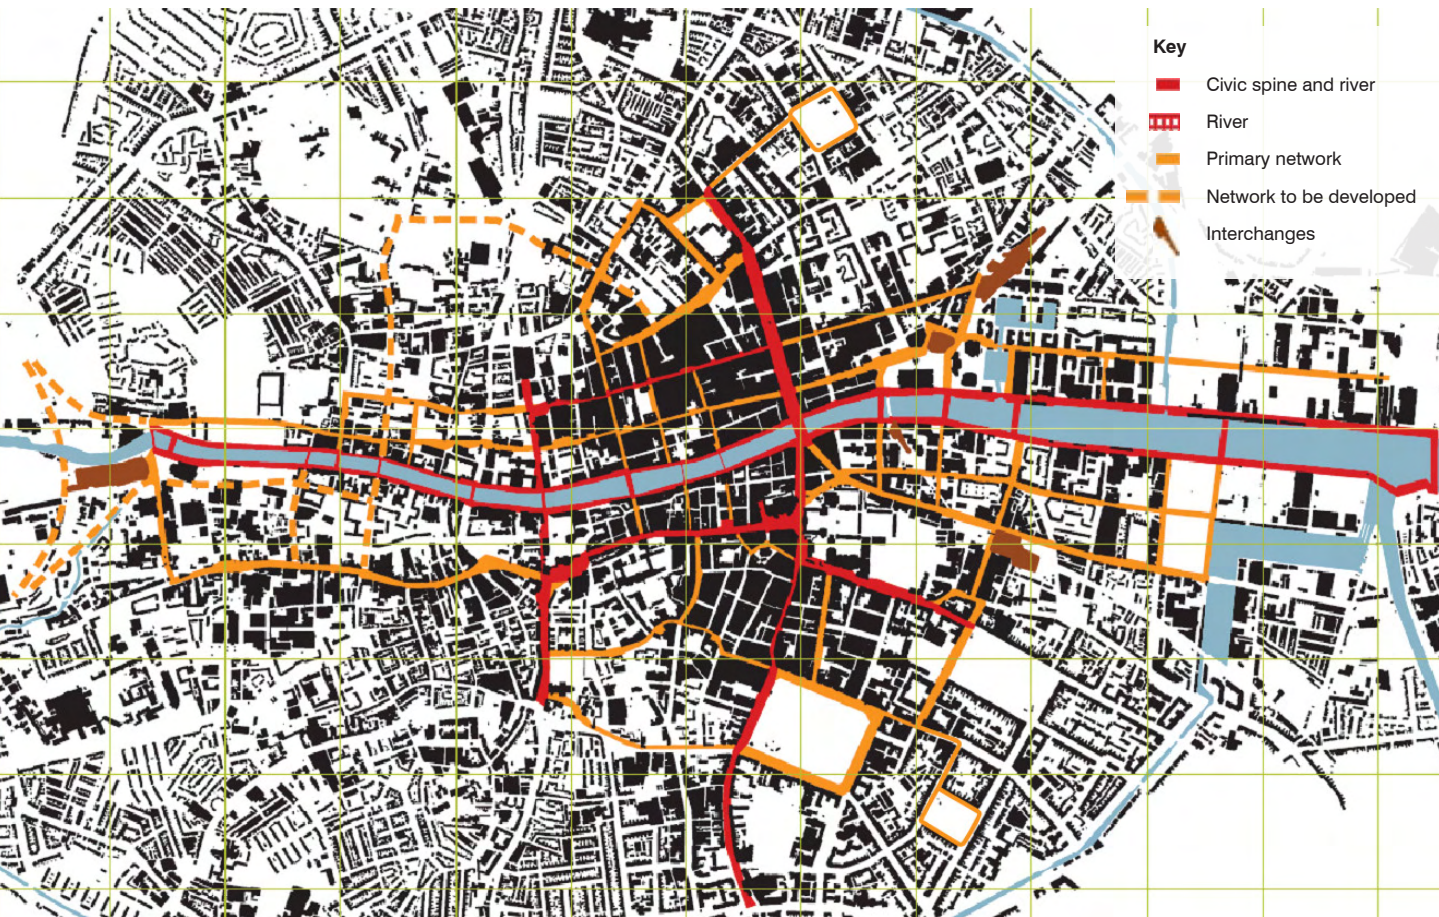 Key
Civic spine and river
River
Primary network
Network to be developed
Interchanges